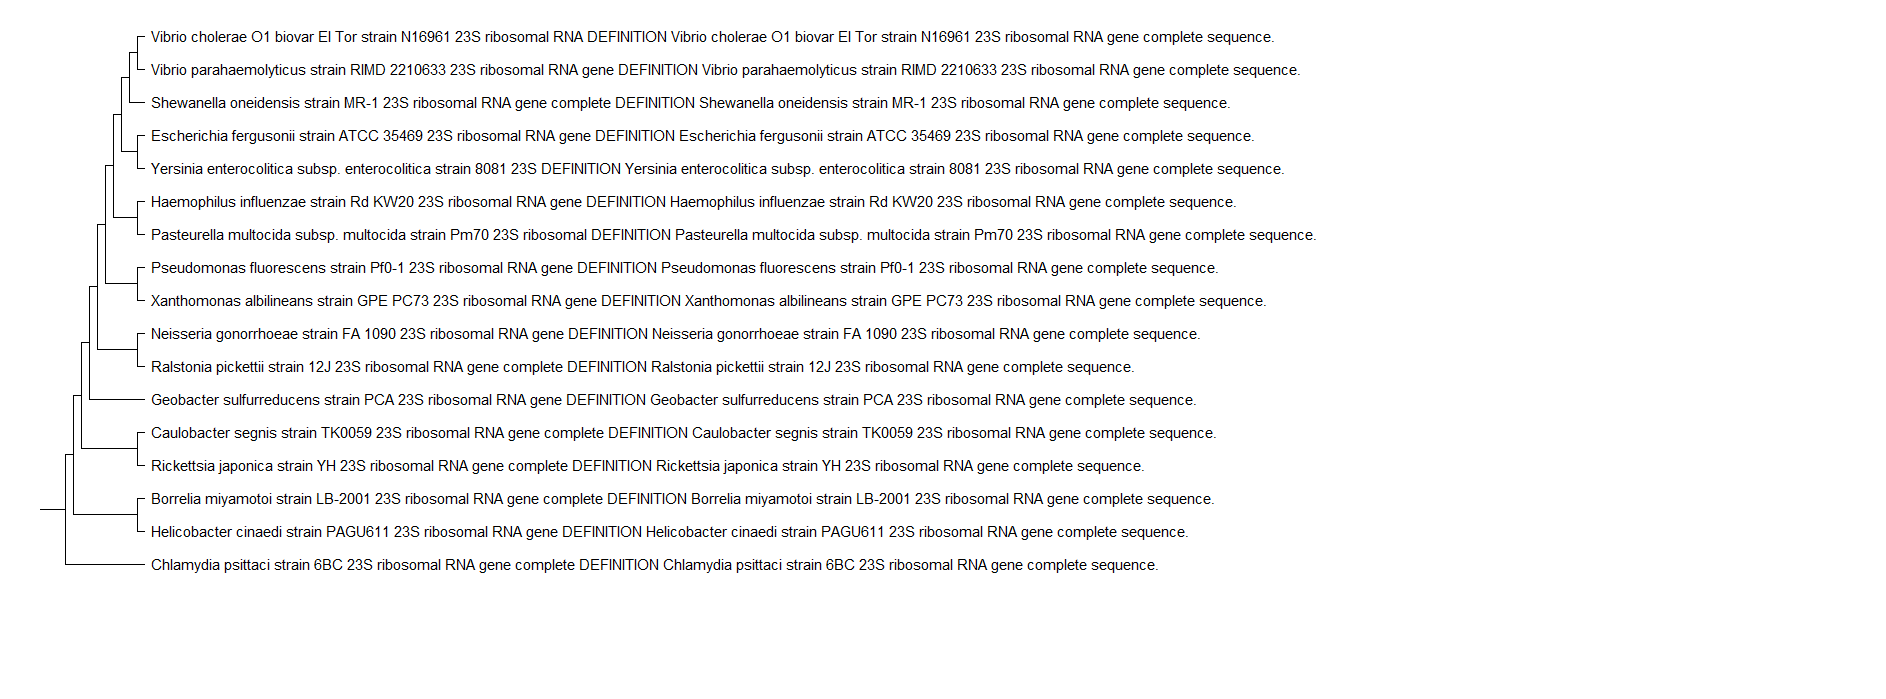 Vibrio cholerae O1 biovar El Tor strain N16961 23S ribosomal RNA DEFINITION Vibrio cholerae O1 biovar El Tor strain N16961 23S ribosomal RNA gene complete sequence.
Vibrio parahaemolyticus strain RIMD 2210633 23S ribosomal RNA gene DEFINITION Vibrio parahaemolyticus strain RIMD 2210633 23S ribosomal RNA gene complete sequence.
Shewanella oneidensis strain MR-1 23S ribosomal RNA gene complete DEFINITION Shewanella oneidensis strain MR-1 23S ribosomal RNA gene complete sequence.
Escherichia fergusonii strain ATCC 35469 23S ribosomal RNA gene DEFINITION Escherichia fergusonii strain ATCC 35469 23S ribosomal RNA gene complete sequence.
Yersinia enterocolitica subsp. enterocolitica strain 8081 23S DEFINITION Yersinia enterocolitica subsp. enterocolitica strain 8081 23S ribosomal RNA gene complete sequence.
Haemophilus influenzae strain Rd KW20 23S ribosomal RNA gene DEFINITION Haemophilus influenzae strain Rd KW20 23S ribosomal RNA gene complete sequence.
Pasteurella multocida subsp. multocida strain Pm70 23S ribosomal DEFINITION Pasteurella multocida subsp. multocida strain Pm70 23S ribosomal RNA gene complete sequence.
Pseudomonas fluorescens strain Pf0-1 23S ribosomal RNA gene DEFINITION Pseudomonas fluorescens strain Pf0-1 23S ribosomal RNA gene complete sequence.
Xanthomonas albilineans strain GPE PC73 23S ribosomal RNA gene DEFINITION Xanthomonas albilineans strain GPE PC73 23S ribosomal RNA gene complete sequence.
Neisseria gonorrhoeae strain FA 1090 23S ribosomal RNA gene DEFINITION Neisseria gonorrhoeae strain FA 1090 23S ribosomal RNA gene complete sequence.
Ralstonia pickettii strain 12J 23S ribosomal RNA gene complete DEFINITION Ralstonia pickettii strain 12J 23S ribosomal RNA gene complete sequence.
Geobacter sulfurreducens strain PCA 23S ribosomal RNA gene DEFINITION Geobacter sulfurreducens strain PCA 23S ribosomal RNA gene complete sequence.
Caulobacter segnis strain TK0059 23S ribosomal RNA gene complete DEFINITION Caulobacter segnis strain TK0059 23S ribosomal RNA gene complete sequence.
Rickettsia japonica strain YH 23S ribosomal RNA gene complete DEFINITION Rickettsia japonica strain YH 23S ribosomal RNA gene complete sequence.
Borrelia miyamotoi strain LB-2001 23S ribosomal RNA gene complete DEFINITION Borrelia miyamotoi strain LB-2001 23S ribosomal RNA gene complete sequence.
Helicobacter cinaedi strain PAGU611 23S ribosomal RNA gene DEFINITION Helicobacter cinaedi strain PAGU611 23S ribosomal RNA gene complete sequence.
Chlamydia psittaci strain 6BC 23S ribosomal RNA gene complete DEFINITION Chlamydia psittaci strain 6BC 23S ribosomal RNA gene complete sequence.